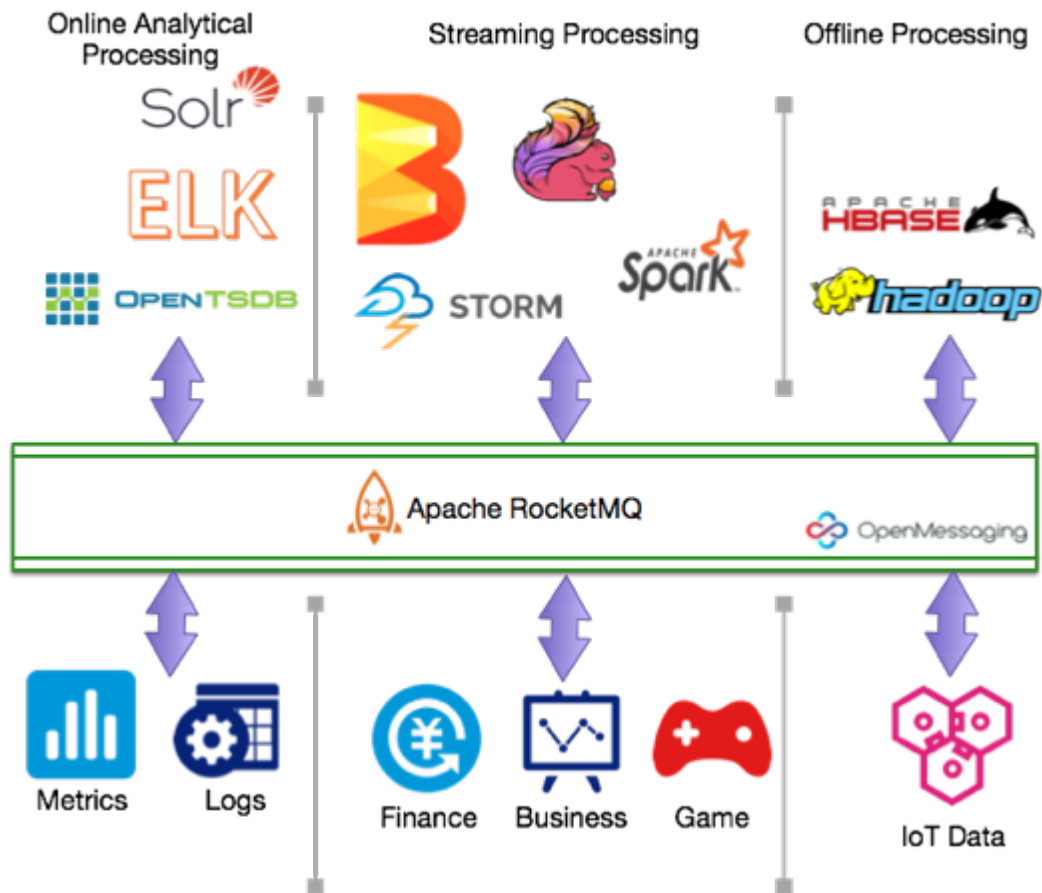 Online Analytical
Processing
Streaming Processing
Offline Processing
Solr
ELK
OPENTSDB
STORM
APACHE
Spark
APACHE
HBASE
hadoop
Apache RocketMQ
OpenMessaging
Metrics
Logs
Finance
Business
Game
IoT Data